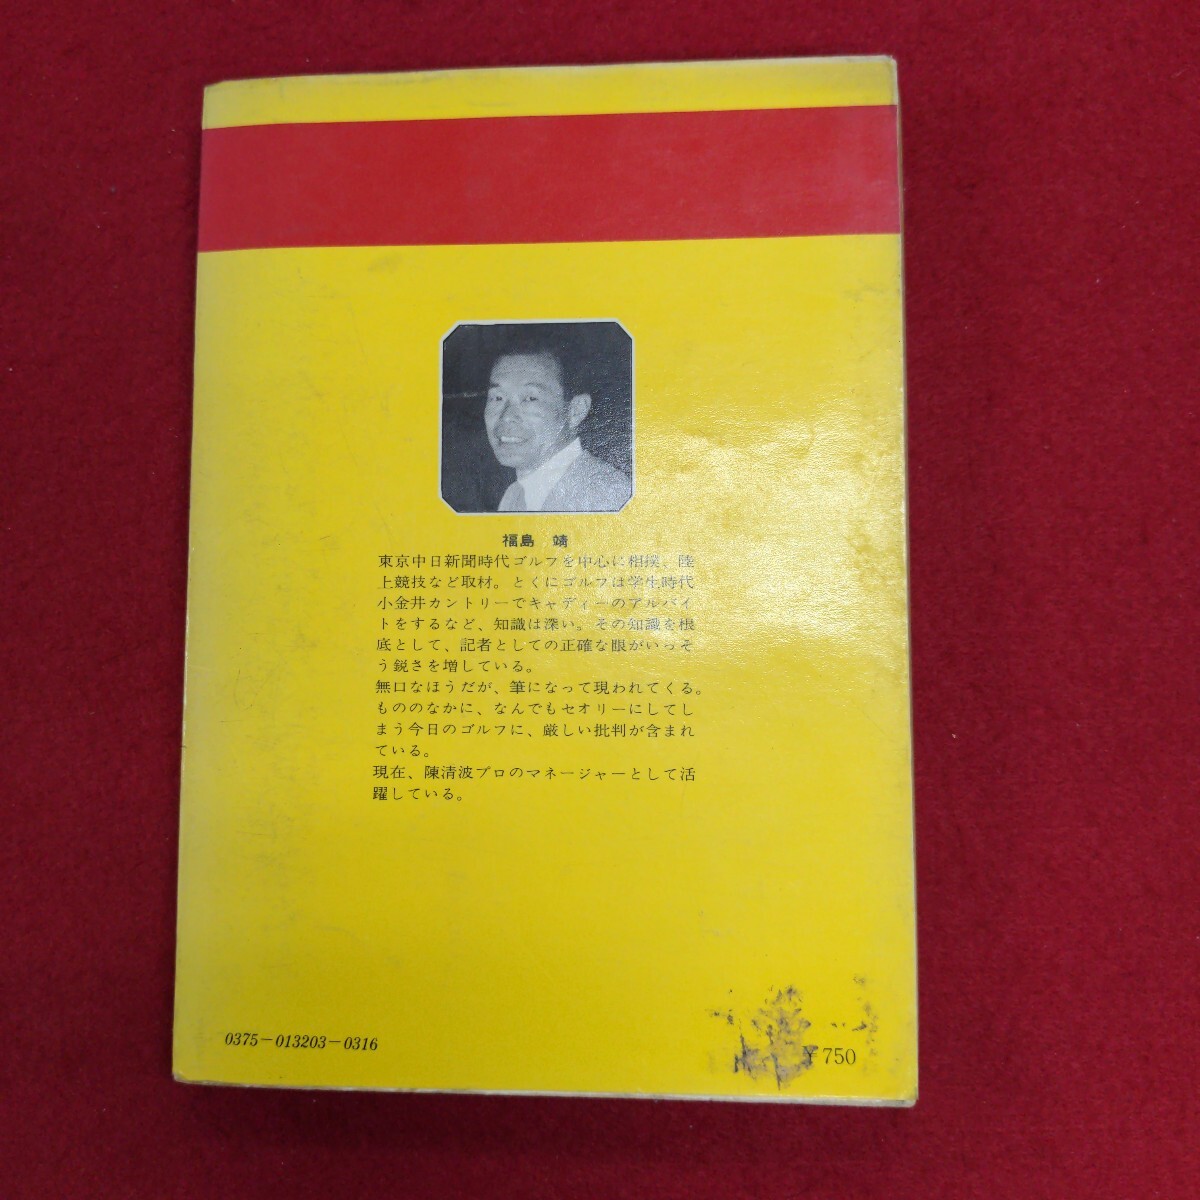 福島 靖
東京中日新聞時代ゴルフを中心に相撲、陸
上競技など取材。とくにゴルフは学生時代
小金井カントリーでキャディーのアルバイ
トをするなど、知識は深い。その知識を根
底として、記者としての正確な眼がいっそ
う鋭さを増している。
無口なほうだが、筆になって現われてくる。
もののなかに、なんでもセオリーにしてし
まう今日のゴルフに、厳しい批判が含まれ
ている。
現在、陳清波プロのマネージャーとして活
躍している。
0375-013203-0316
¥750